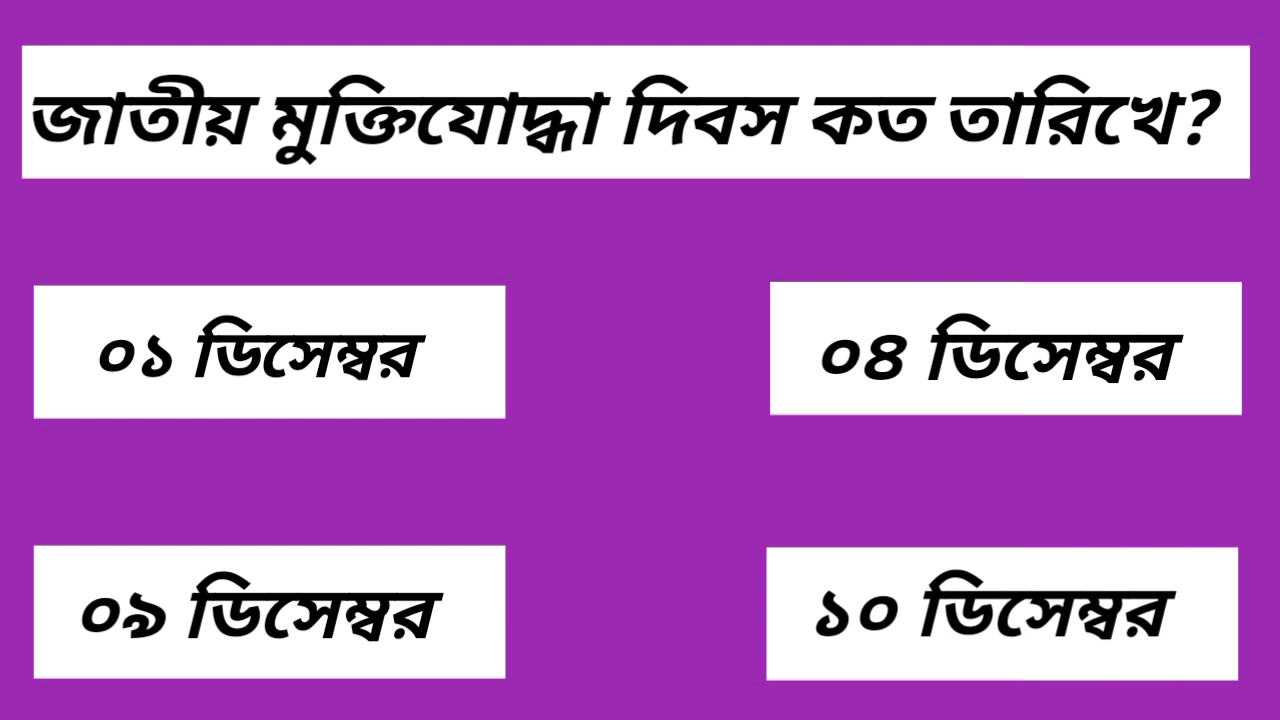 জাতীয় মুক্তিযোদ্ধা দিবস কত তারিখে?
০১ ডিসেম্বর
০৪ ডিসেম্বর
০৯ ডিসেম্বর
১০ ডিসেম্বর